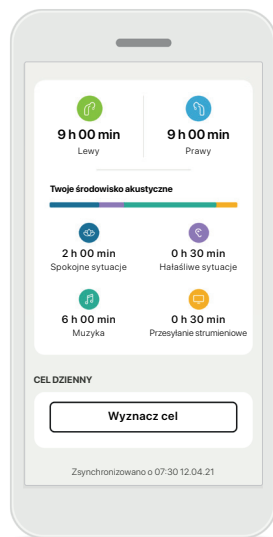 9 h 00 min
9 h 00 min
Lewy
Prawy
Twoje środowisko akustyczne
2 h 00 min
0 h 30 min
Spokojne sytuacje
Hałaśliwe sytuacje
6 h 00 min
0 h 30 min
Muzyka
Przesyłanie strumieniowe
CEL DZIENNY
Wyznacz cel
Zsynchronizowano o 07:30 12.04.21